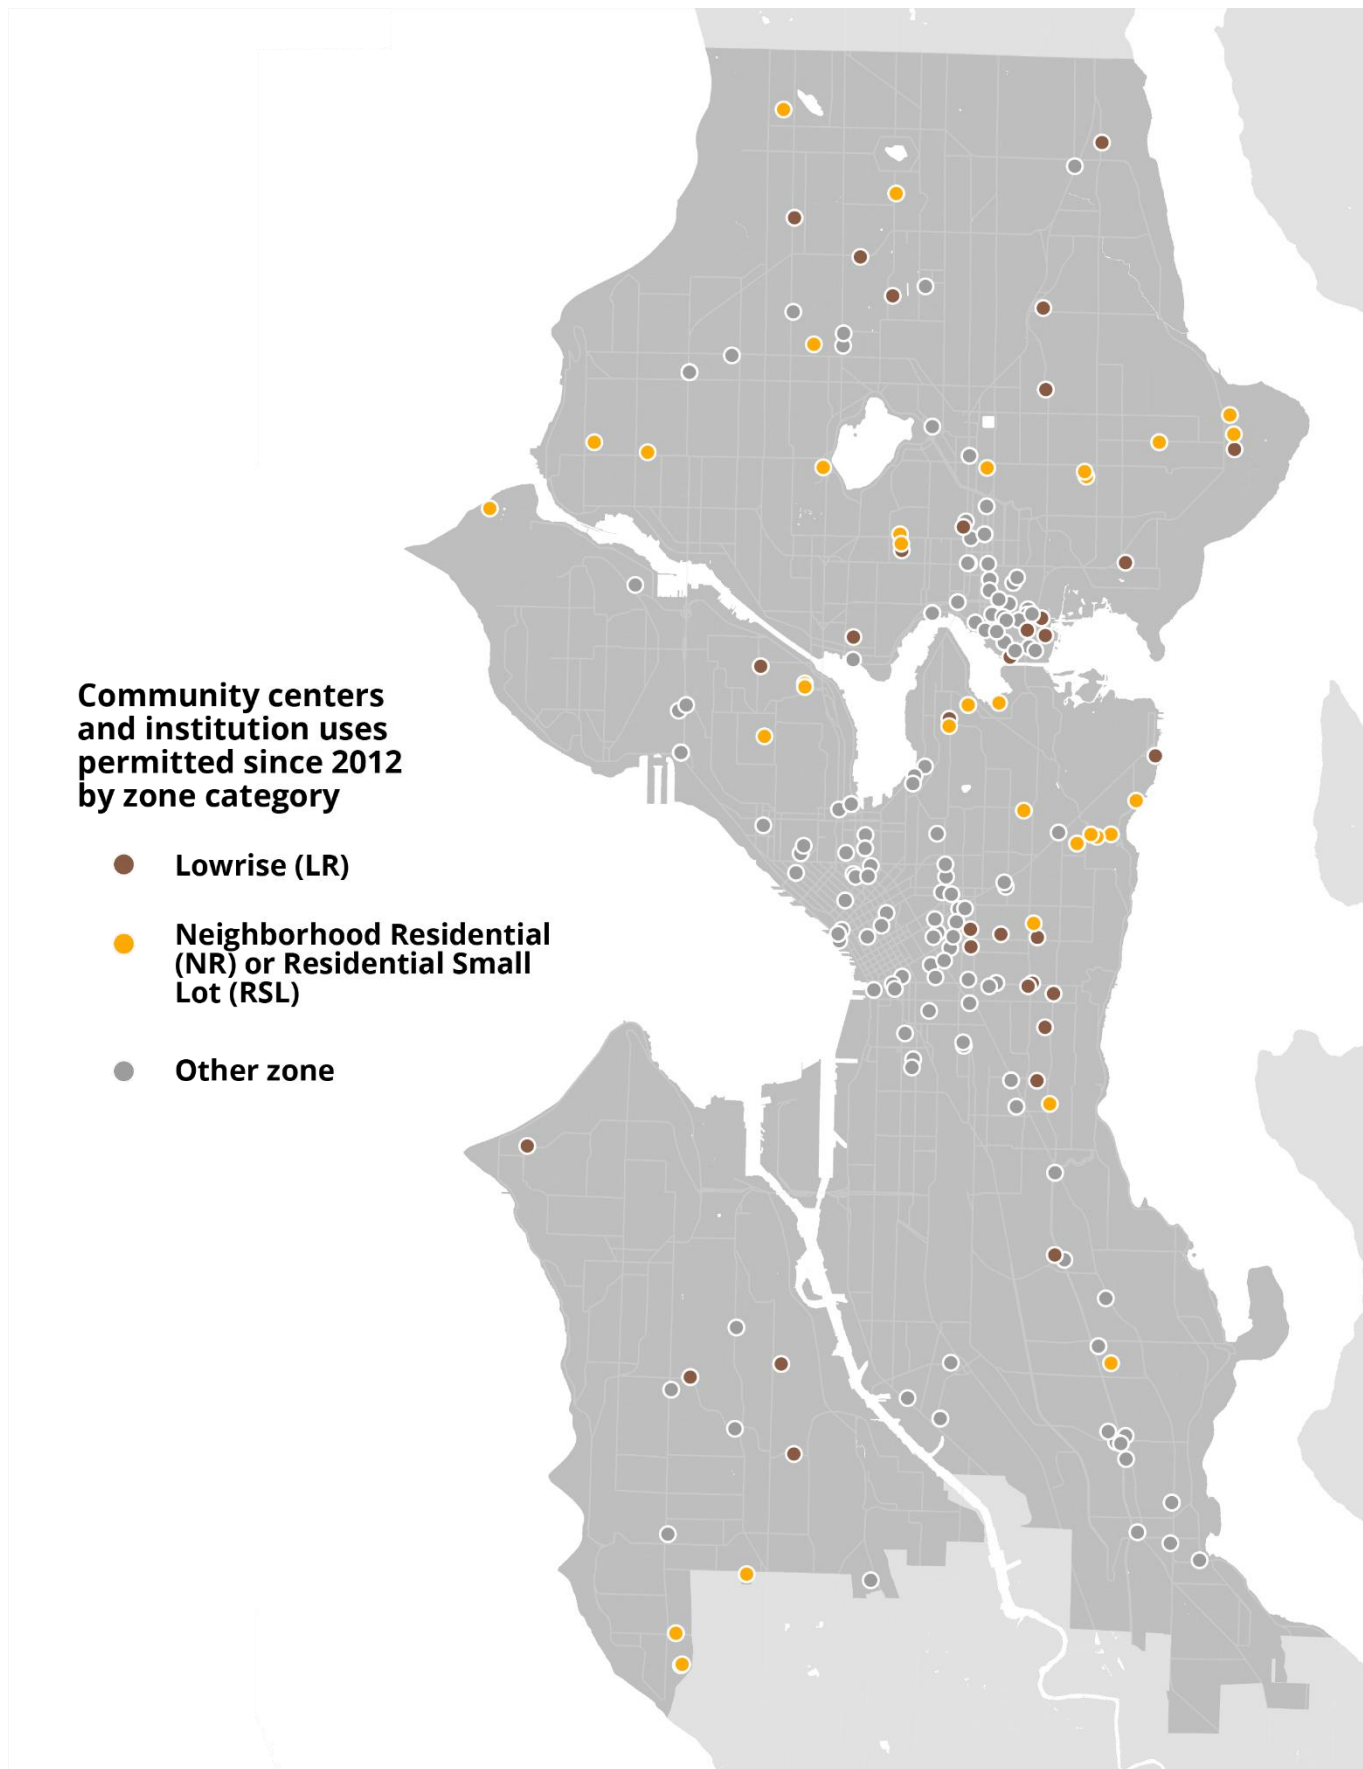 Community centers
and institution uses
permitted since 2012
by zone category
Lowrise (LR)
Neighborhood Residential
(NR) or Residential Small
Lot (RSL)
Other zone